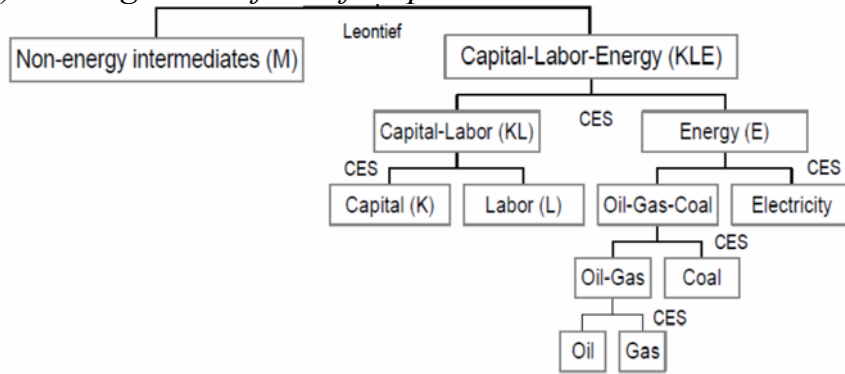 Leontief
Non-energy intermediates (M)
Capital-Labor-Energy (KLE)
CES
Capital-Labor (KL)
Energy (E)
CES
CES
Capital (K)
Labor (L)
Oil-Gas-Coal
Electricity
CES
Oil-Gas
Coal
CES
Oil
Gas